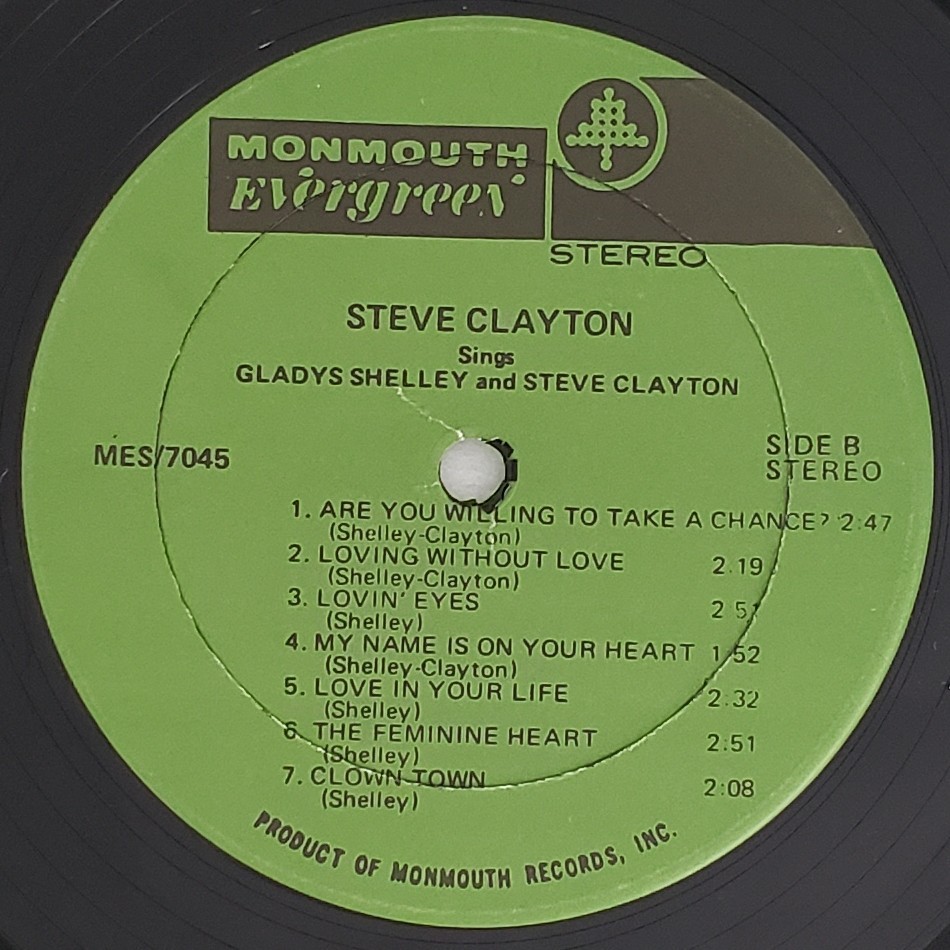 MONMOUTH
Evergreen
STEREO
STEVE CLAYTON
Sings
GLADYS SHELLEY and STEVE CLAYTON
MES/7045
SIDE B
STEREO
1. ARE YOU WILLING TO TAKE A CHANCE? 2:47
(Shelley-Clayton)
2. LOVING WITHOUT LOVE 2:19
(Shelley-Clayton)
3. LOVIN' EYES 2:51
(Shelley)
4. MY NAME IS ON YOUR HEART 1:52
(Shelley-Clayton)
5. LOVE IN YOUR LIFE 2:32
(Shelley)
6. THE FEMININE HEART 2:51
(Shelley)
7. CLOWN TOWN 2:08
(Shelley)
PRODUCT OF MONMOUTH RECORDS, INC.